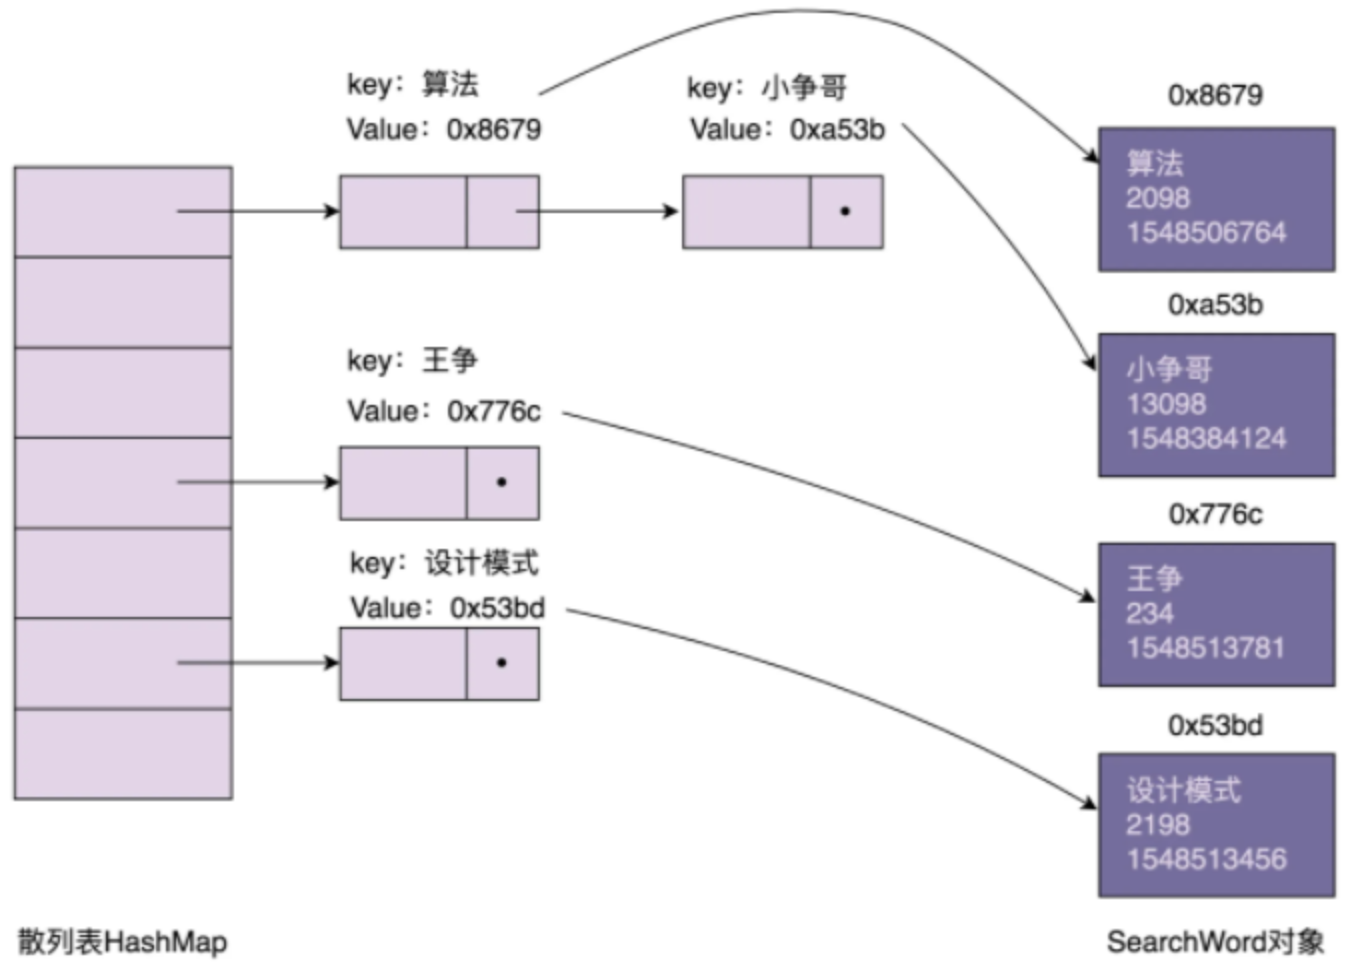 key：算法
Value：0x8679
key：小争哥
Value：0xa53b
0x8679
算法
2098
1548506764
0xa53b
小争哥
13098
1548384124
key：王争
Value：0x776c
0x776c
王争
234
1548513781
key：设计模式
Value：0x53bd
0x53bd
设计模式
2198
1548513456
散列表HashMap
SearchWord对象